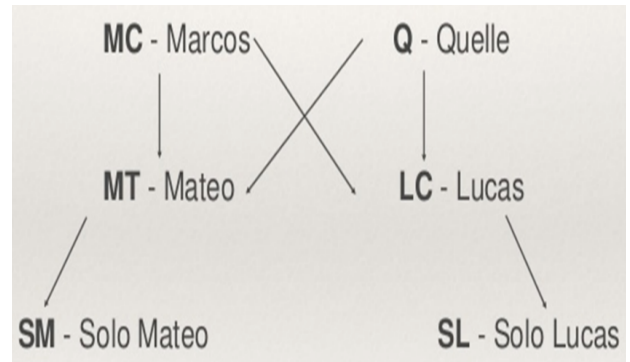 MC - Marcos Q - Quelle
MT - Mateo LC - Lucas
SM - Solo Mateo SL - Solo Lucas